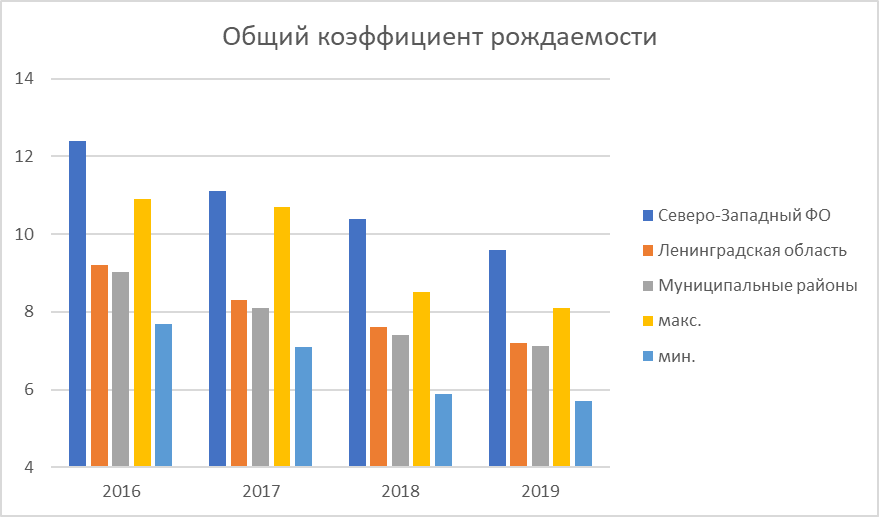 Общий коэффициент рождаемости
14
12
10
8
6
4
2016
2017
2018
2019
Северо-Западный ФО
Ленинградская область
Муниципальные районы
макс.
мин.